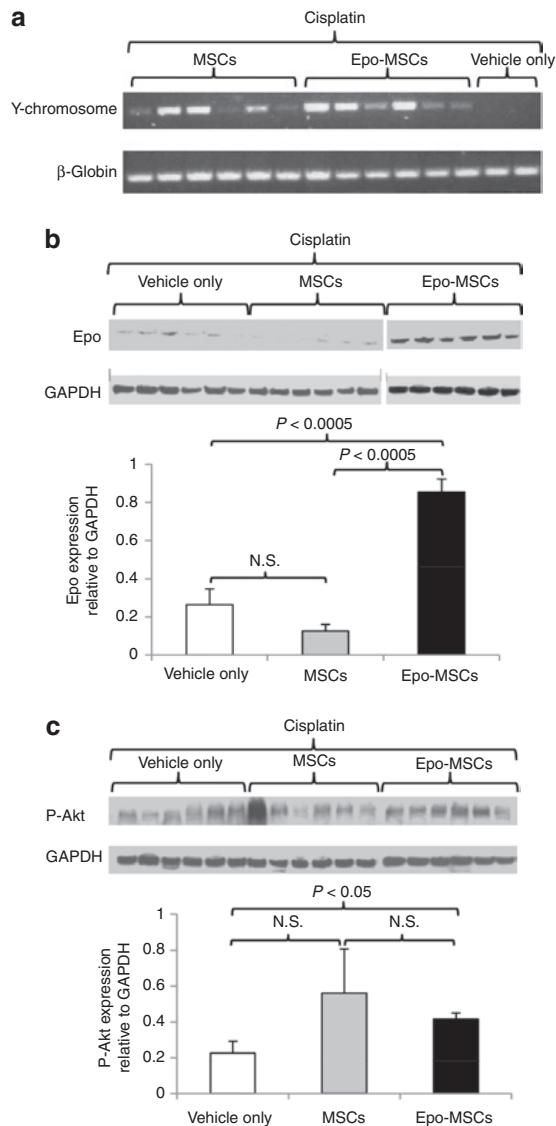 a
Cisplatin
MSCs Epo-MSCs Vehicle only
Y-chromosome
β-Globin
b
Cisplatin
Vehicle only MSCs Epo-MSCs
Epo
GAPDH
P < 0.0005
P < 0.0005
N.S.
Epo expression
relative to GAPDH
1
0.8
0.6
0.4
0.2
0
Vehicle only MSCs Epo-MSCs
c
Cisplatin
Vehicle only MSCs Epo-MSCs
P-Akt
GAPDH
P < 0.05
N.S. N.S.
P-Akt expression
relative to GAPDH
1
0.8
0.6
0.4
0.2
0
Vehicle only MSCs Epo-MSCs